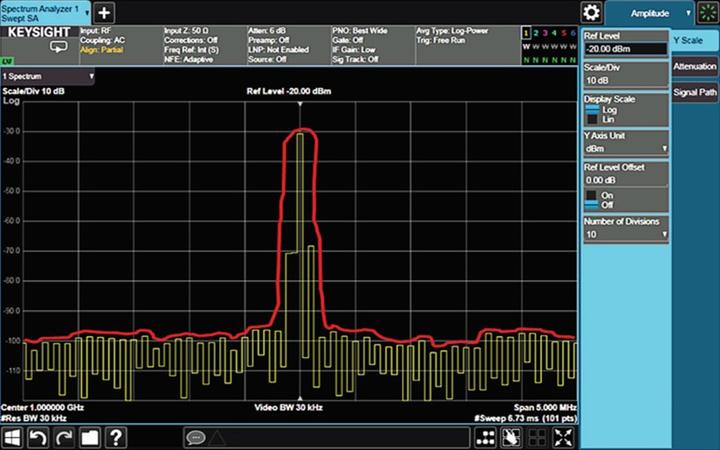 Spectrum Analyzer 1
Swept SA
Amplitude
KEYSIGHT
Input: RF
Coupling: AC
Align: Partial
Input Z: 50 Ω
Corrections: Off
Freq Ref: Int (S)
NFE: Adaptive
Atten: 6 dB
Preamp: Off
LNP: Not Enabled
Source: Off
PNO: Best Wide
Gate: Off
IF Gain: Low
Sig Track: Off
Avg Type: Log-Power
Trig: Free Run
1 2 3 4 5 6
W W W W W W
N N N N N N
LV
1 Spectrum
Scale/Div 10 dB
Ref Level -20.00 dBm
Log
-30.0
-40.0
-50.0
-60.0
-70.0
-80.0
-90.0
-100
-110
Center 1.000000 GHz
#Res BW 30 kHz
Video BW 30 kHz
Span 5.000 MHz
#Sweep 6.73 ms (101 pts)
Ref Level
-20.00 dBm
Scale/Div
10 dB
Display Scale
Log
Lin
Y Axis Unit
dBm
Ref Level Offset
0.00 dB
On
Off
Number of Divisions
10
Y Scale
Attenuation
Signal Path